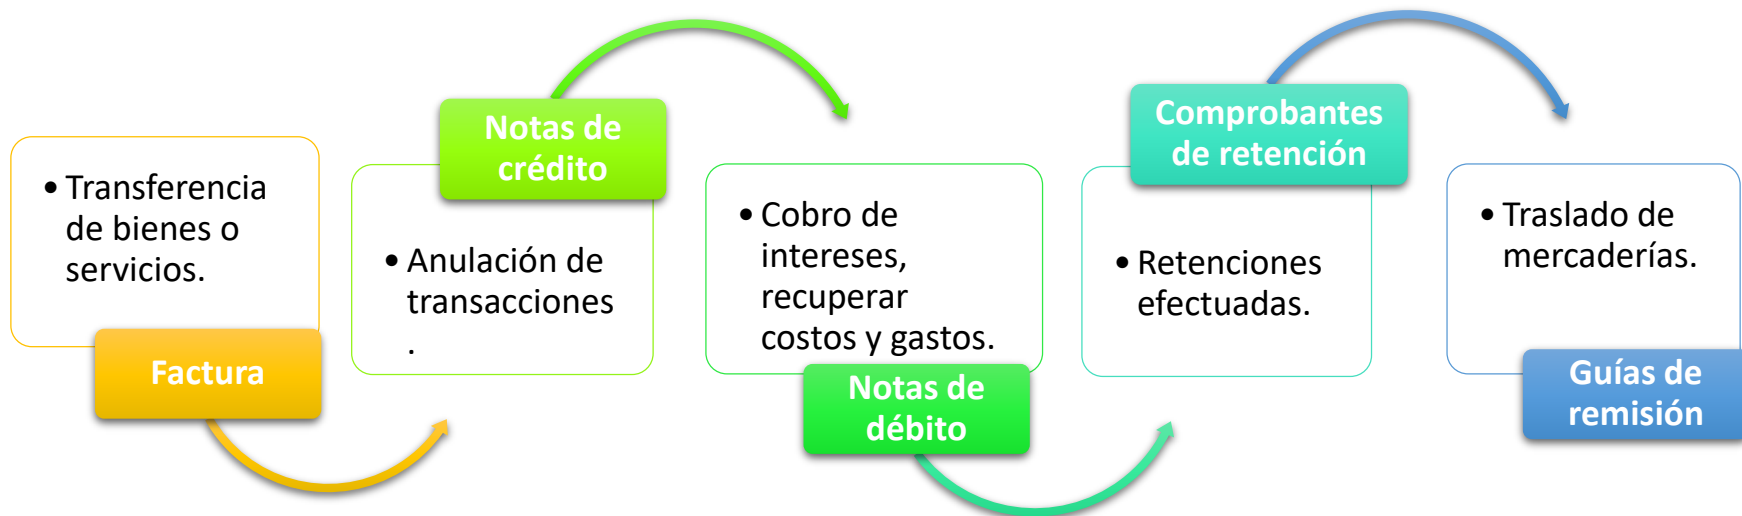 • Transferencia
de bienes o
servicios.
Factura
Notas de
crédito
• Anulación de
transacciones
.
• Cobro de
intereses,
recuperar
costos y gastos.
Notas de
débito
Comprobantes
de retención
• Retenciones
efectuadas.
• Traslado de
mercaderías.
Guías de
remisión